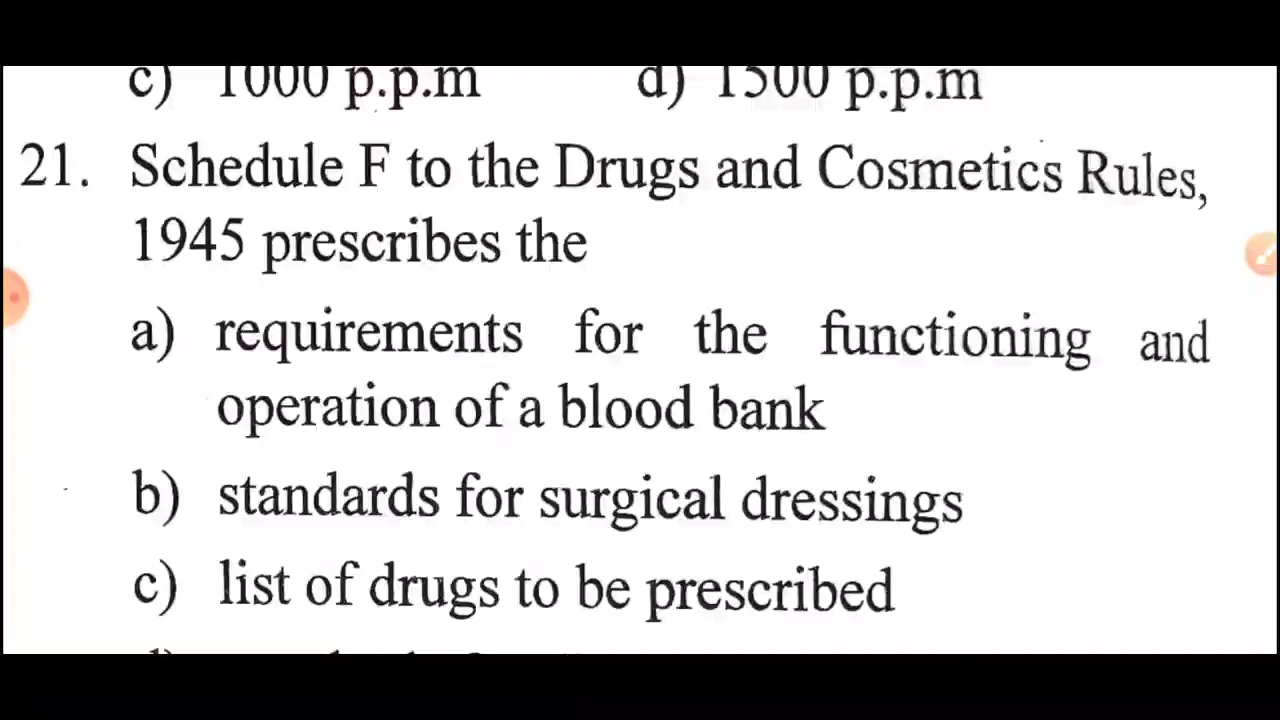 c) 1000 p.p.m d) 1500 p.p.m
21. Schedule F to the Drugs and Cosmetics Rules,
1945 prescribes the
a) requirements for the functioning and
operation of a blood bank
b) standards for surgical dressings
c) list of drugs to be prescribed